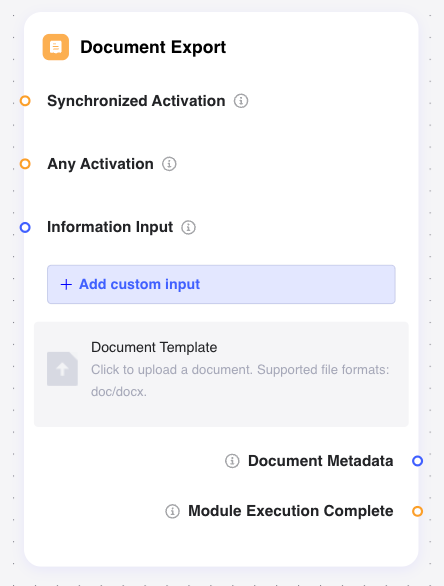 Document Export
Synchronized Activation
Any Activation
Information Input
+ Add custom input
Document Template
Click to upload a document. Supported file formats:
doc/docx.
Document Metadata
Module Execution Complete